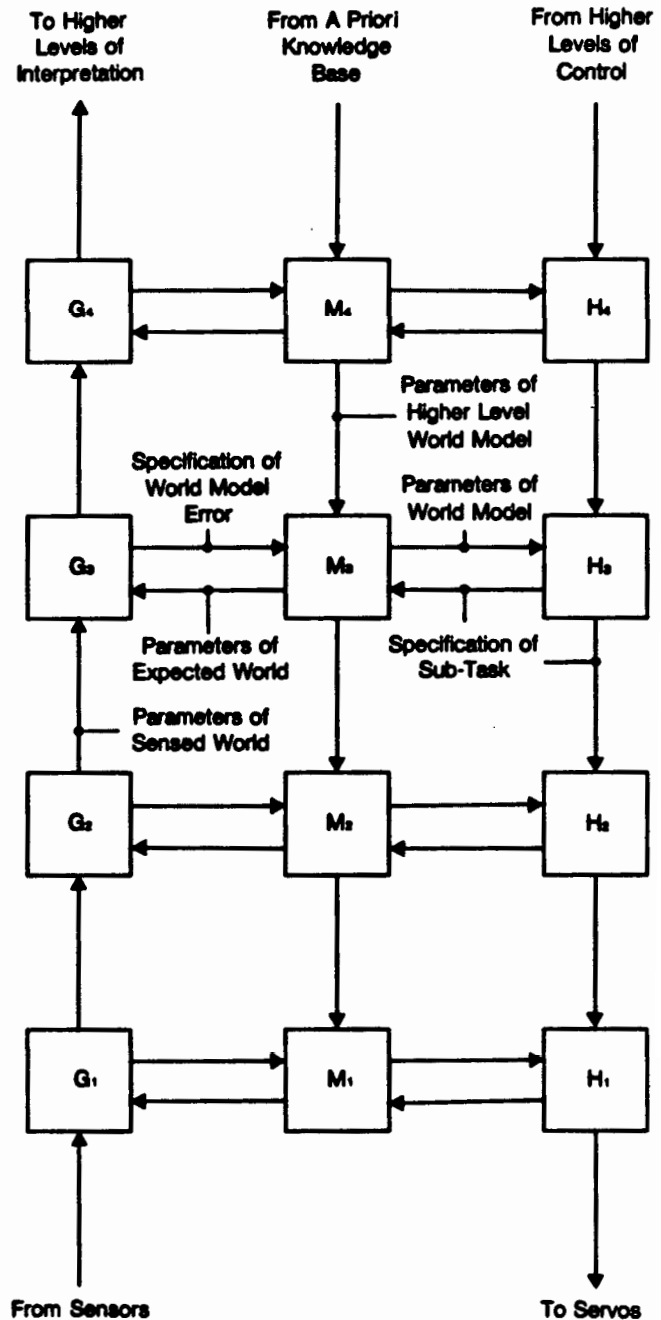 To Higher
Levels of
Interpretation
From A Priori
Knowledge
Base
From Higher
Levels of
Control
G₄
M₄
H₄
Parameters of
Higher Level
World Model
Specification of
World Model
Error
Parameters of
World Model
G₃
M₃
H₃
Parameters of
Expected World
Specification of
Sub-Task
Parameters of
Sensed World
G₂
M₂
H₂
G₁
M₁
H₁
From Sensors
To Servos